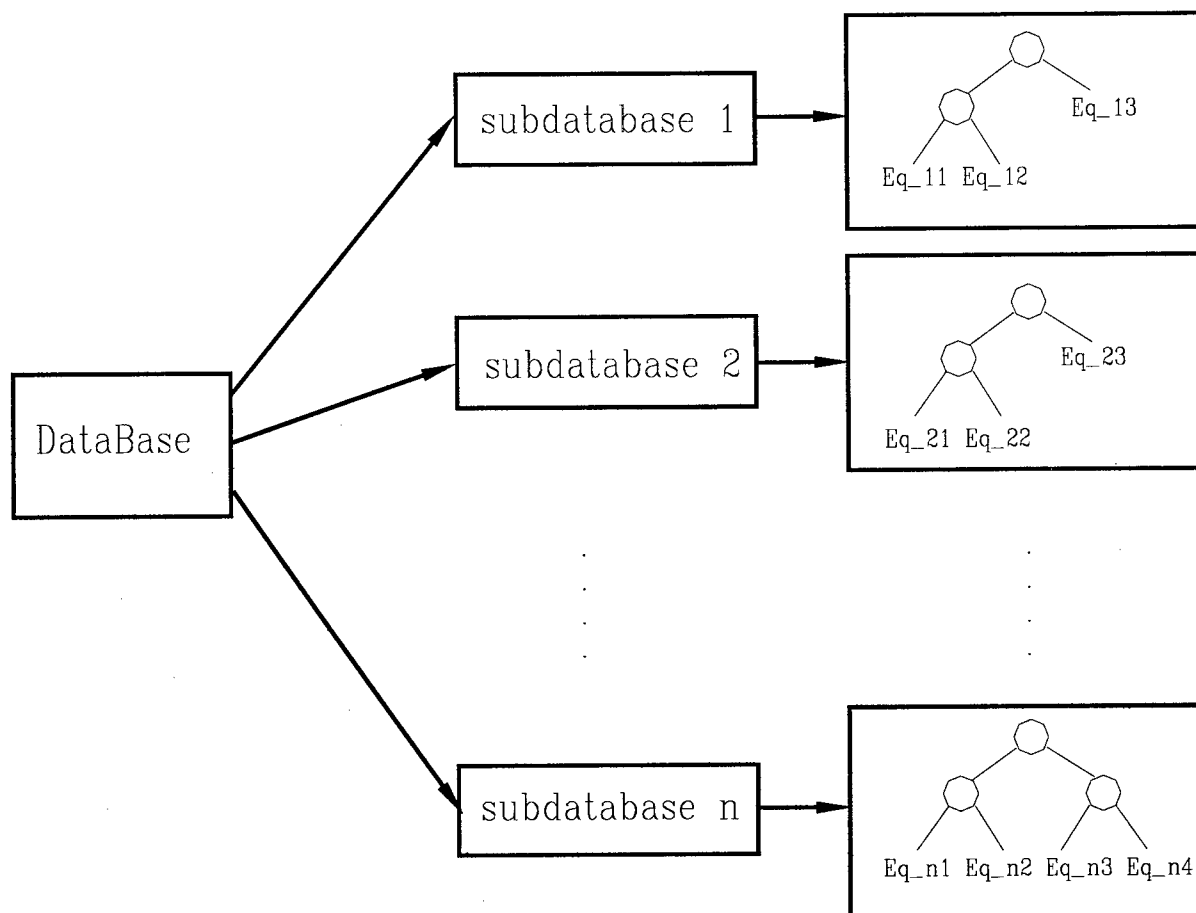 subdatabase 1
Eq_13
Eq_11 Eq_12
subdatabase 2
Eq_23
Eq_21 Eq_22
DataBase
subdatabase n
Eq_n1 Eq_n2 Eq_n3 Eq_n4